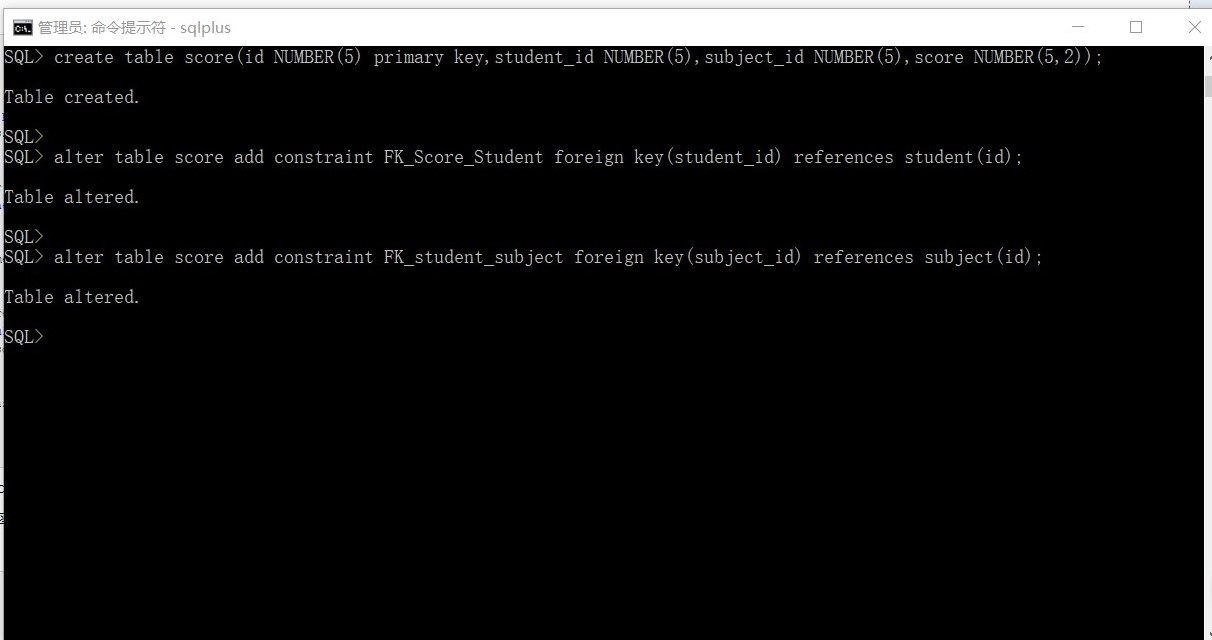 管理员: 命令提示符 - sqlplus
SQL> create table score(id NUMBER(5) primary key,student_id NUMBER(5),subject_id NUMBER(5),score NUMBER(5,2));
Table created.
SQL>
SQL> alter table score add constraint FK_Score_Student foreign key(student_id) references student(id);
Table altered.
SQL>
SQL> alter table score add constraint FK_student_subject foreign key(subject_id) references subject(id);
Table altered.
SQL>